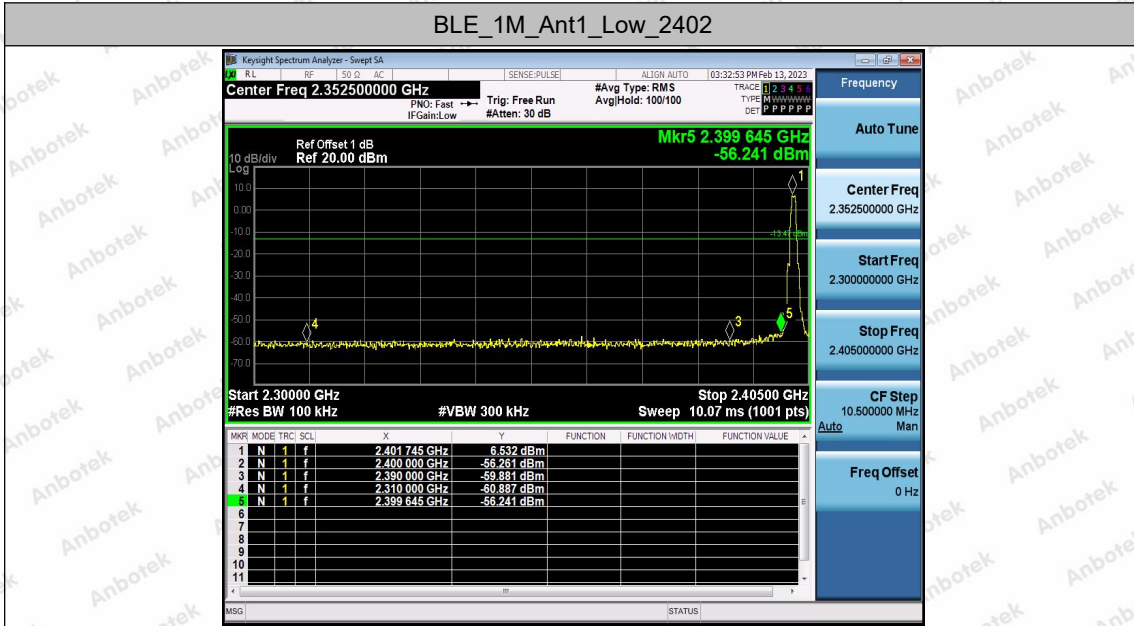 BLE_1M_Ant1_Low_2402
Keysight Spectrum Analyzer - Swept SA
RL RF 50 Ω AC SENSE:PULSE ALIGN AUTO 03:32:53 PM Feb 13, 2023
Center Freq 2.352500000 GHz
PNO: Fast
IFGain:Low
Trig: Free Run
#Atten: 30 dB
#Avg Type: RMS
Avg|Hold: 100/100
TRACE 1 2 3 4 5 6
TYPE M W W W W W
DET P P P P P P
Frequency
Auto Tune
Center Freq
2.352500000 GHz
Start Freq
2.300000000 GHz
Stop Freq
2.405000000 GHz
CF Step
10.500000 MHz
Auto Man
Freq Offset
0 Hz
Mkr5 2.399 645 GHz
-56.241 dBm
Ref Offset 1 dB
10 dB/div Ref 20.00 dBm
Log
10.0
0.00
-10.0
-20.0
-30.0
-40.0
-50.0
-60.0
-70.0
1
-13.47 dBm
4
3
5
Start 2.30000 GHz Stop 2.40500 GHz
#Res BW 100 kHz #VBW 300 kHz Sweep 10.07 ms (1001 pts)
MKR MODE TRC SCL X Y FUNCTION FUNCTION WIDTH FUNCTION VALUE
1 N 1 f 2.401 745 GHz 6.532 dBm
2 N 1 f 2.400 000 GHz -56.261 dBm
3 N 1 f 2.390 000 GHz -59.881 dBm
4 N 1 f 2.310 000 GHz -60.887 dBm
5 N 1 f 2.399 645 GHz -56.241 dBm
6
7
8
9
10
11
MSG STATUS
Anbotek